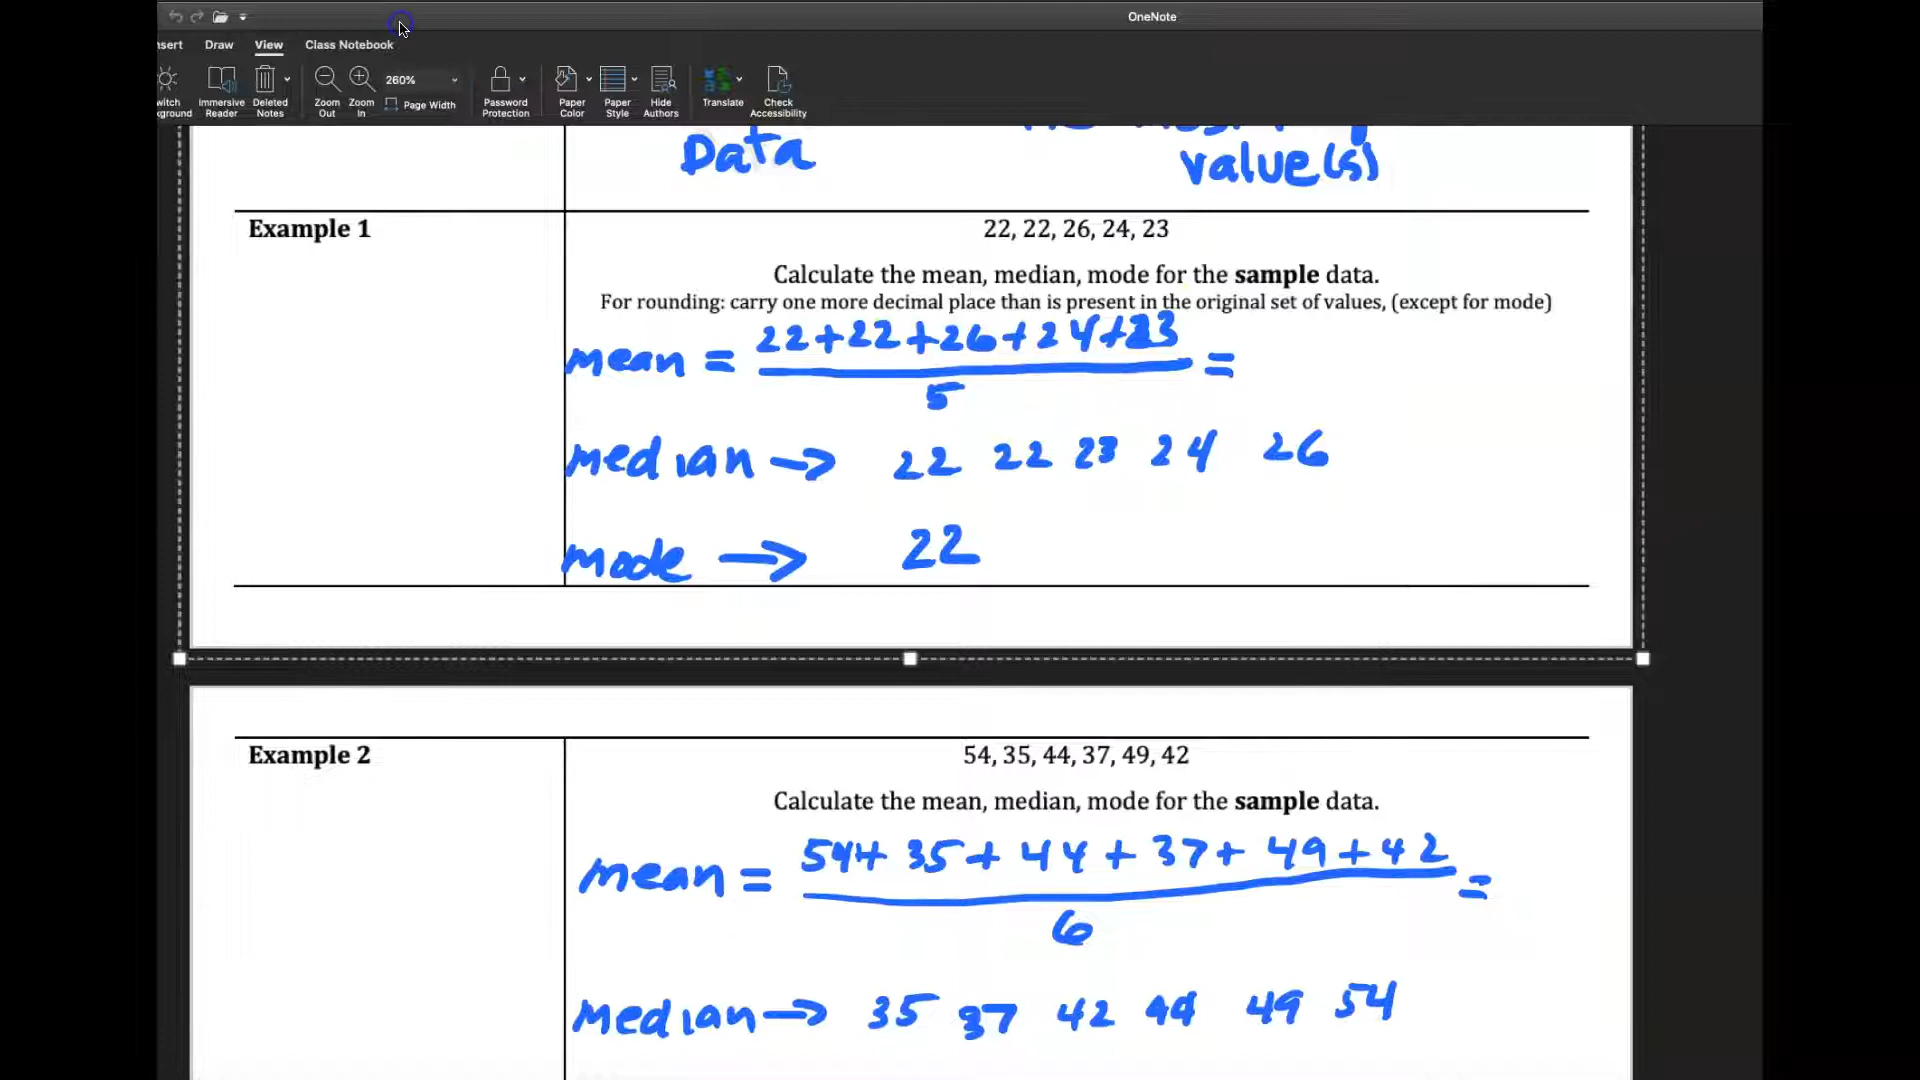 OneNote
nsert Draw View Class Notebook
witch
kground
Immersive
Reader
Deleted
Notes
Zoom
Out
Zoom
In
260%
Page Width
Password
Protection
Paper
Color
Paper
Style
Hide
Authors
Translate
Check
Accessibility
Data
value(s)
Example 1
22, 22, 26, 24, 23
Calculate the mean, median, mode for the sample data.
For rounding: carry one more decimal place than is present in the original set of values, (except for mode)
mean = 22+22+26+24+23 =
5
median → 22 22 23 24 26
mode → 22
Example 2
54, 35, 44, 37, 49, 42
Calculate the mean, median, mode for the sample data.
mean = 54+ 35+ 44 + 37+ 49 + 42 =
6
median → 35 37 42 44 49 54